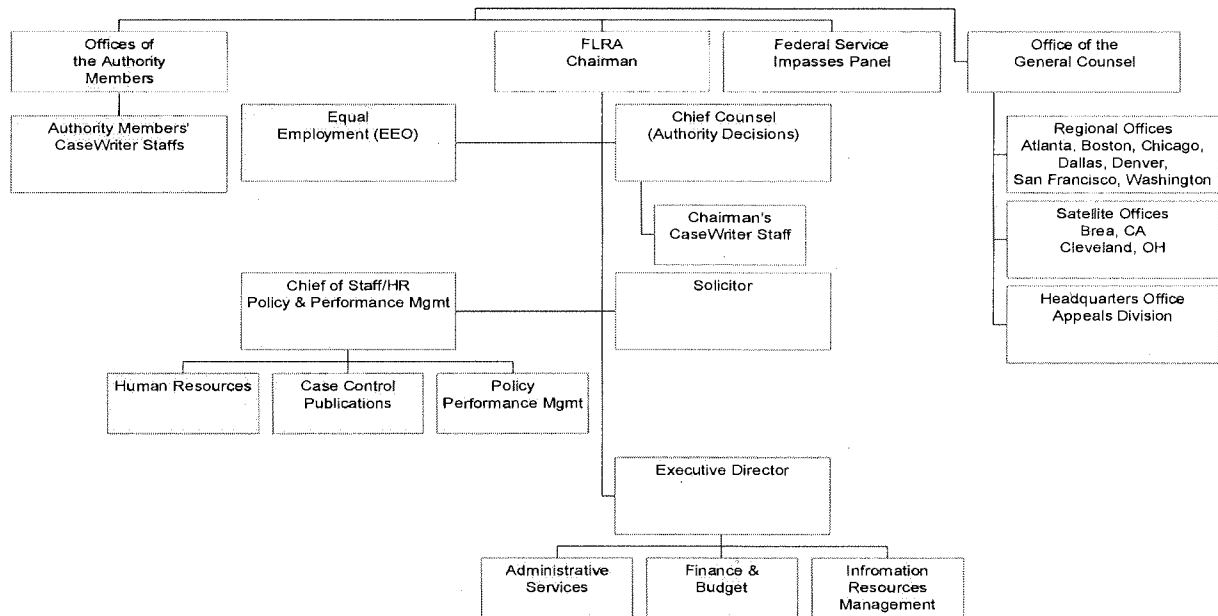 Offices of
the Authority
Members
FLRA
Chairman
Federal Service
Impasses Panel
Office of the
General Counsel
Authority Members'
CaseWriter Staffs
Equal
Employment (EEO)
Chief Counsel
(Authority Decisions)
Regional Offices
Atlanta, Boston, Chicago,
Dallas, Denver,
San Francisco, Washington
Chairman's
CaseWriter Staff
Satellite Offices
Brea, CA
Cleveland, OH
Chief of Staff/HR
Policy & Performance Mgmt
Solicitor
Headquarters Office
Appeals Division
Human Resources
Case Control
Publications
Policy
Performance Mgmt
Executive Director
Administrative
Services
Finance &
Budget
Infromation
Resources
Management